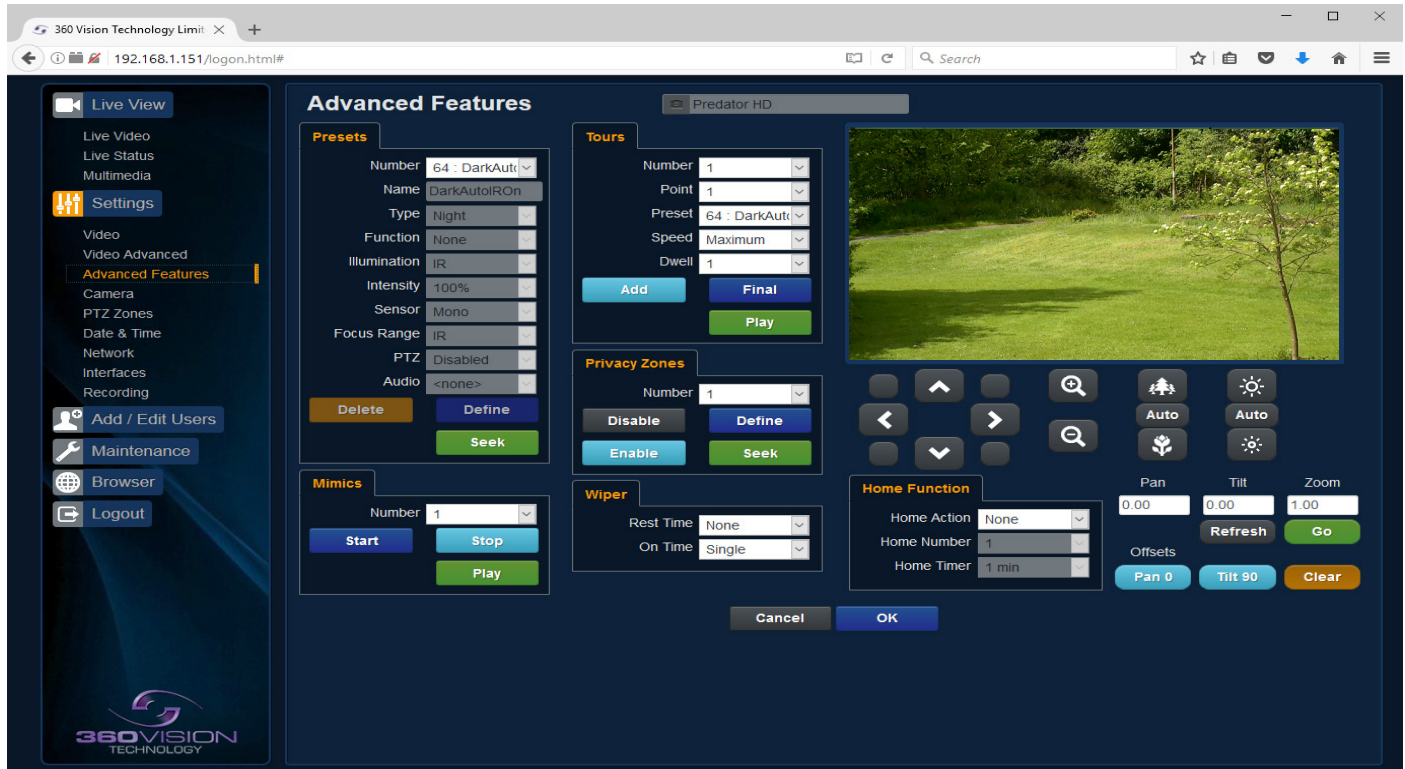 360 Vision Technology Limit
192.168.1.151/logon.html#
Search
Live View
Live Video
Live Status
Multimedia
Settings
Video
Video Advanced
Advanced Features
Camera
PTZ Zones
Date & Time
Network
Interfaces
Recording
Add / Edit Users
Maintenance
Browser
Logout
360VISION
TECHNOLOGY
Advanced Features
Predator HD
Presets
Number 64 : DarkAut
Name DarkAutoIROn
Type Night
Function None
Illumination IR
Intensity 100%
Sensor Mono
Focus Range IR
PTZ Disabled
Audio <none>
Delete Define
Seek
Mimics
Number 1
Start Stop
Play
Tours
Number 1
Point 1
Preset 64 : DarkAut
Speed Maximum
Dwell 1
Add Final
Play
Privacy Zones
Number 1
Disable Define
Enable Seek
Wiper
Rest Time None
On Time Single
Auto Auto
Home Function
Home Action None
Home Number 1
Home Timer 1 min
Pan Tilt Zoom
0.00 0.00 1.00
Refresh Go
Offsets
Pan 0 Tilt 90 Clear
Cancel OK